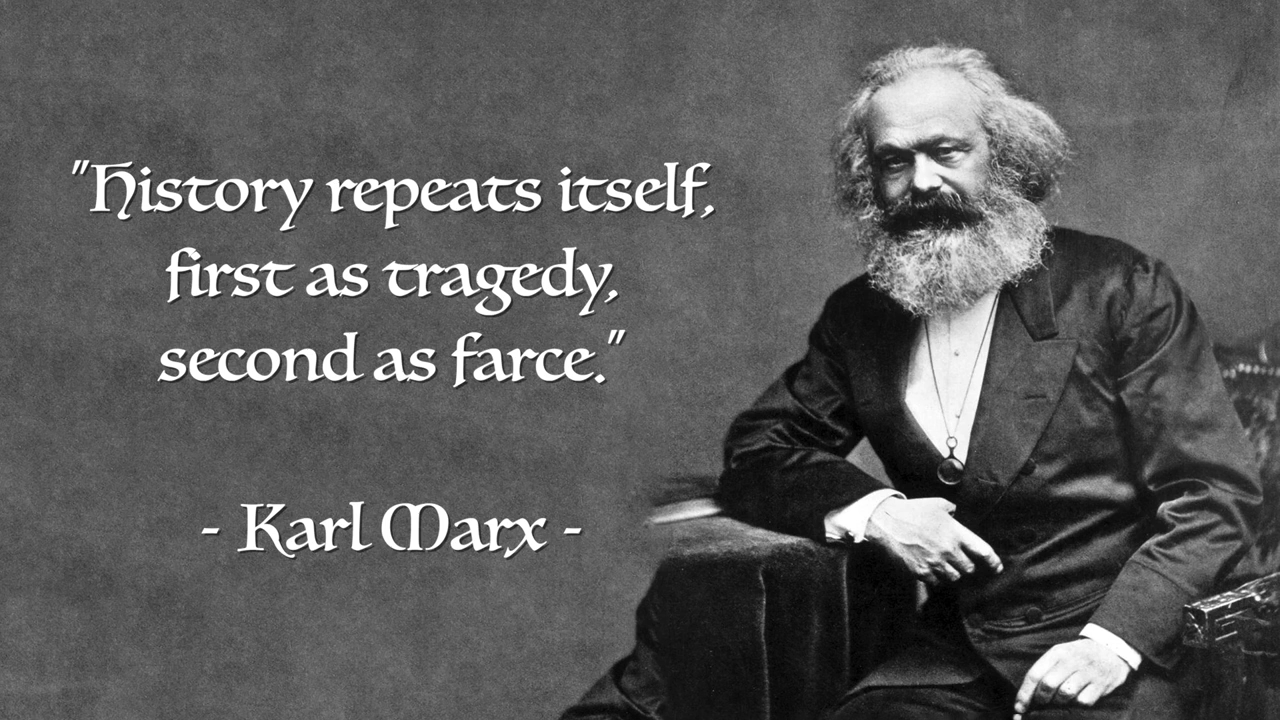 "History repeats itself,
first as tragedy,
second as farce."
- Karl Marx -